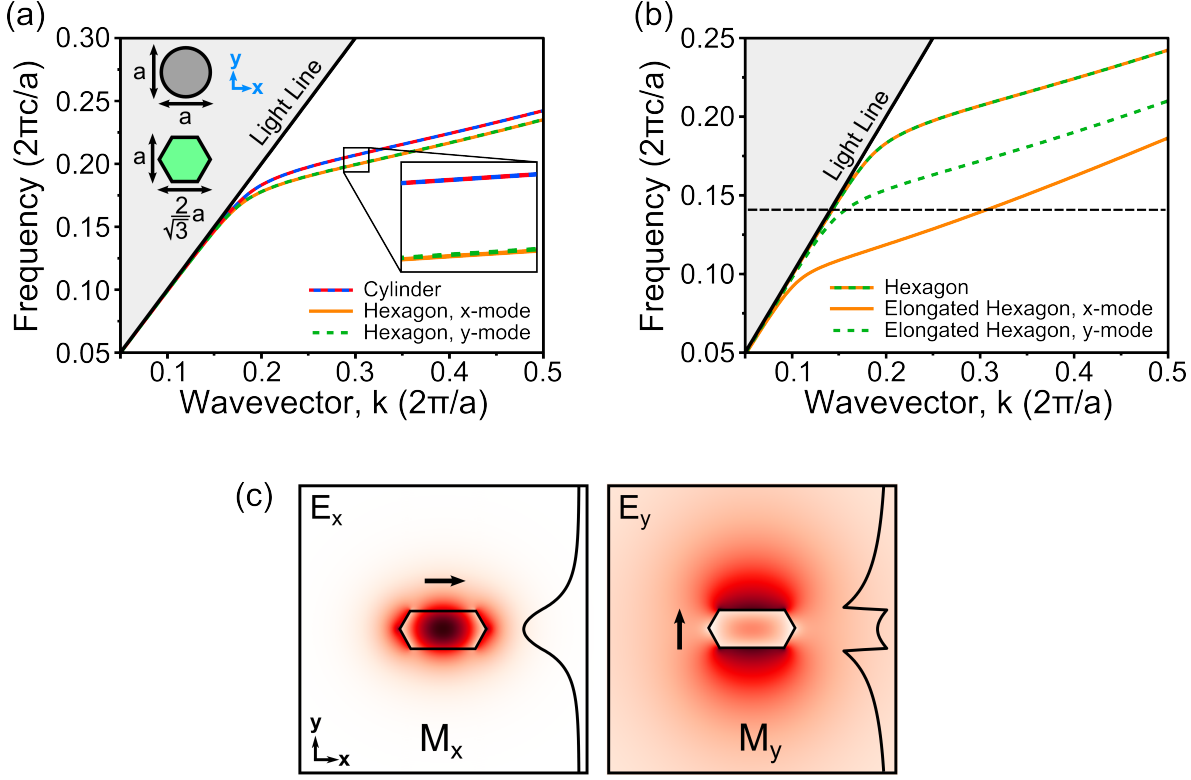 (a)
Frequency (2πc/a)
0.30
0.25
0.20
0.15
0.10
0.05
a
a
y
x
a
2
√3
a
Light Line
Cylinder
Hexagon, x-mode
Hexagon, y-mode
0.1 0.2 0.3 0.4 0.5
Wavevector, k (2π/a)
(b)
Frequency (2πc/a)
0.25
0.20
0.15
0.10
0.05
Light Line
Hexagon
Elongated Hexagon, x-mode
Elongated Hexagon, y-mode
0.1 0.2 0.3 0.4 0.5
Wavevector, k (2π/a)
(c)
Ex
Mx
y
x
Ey
My